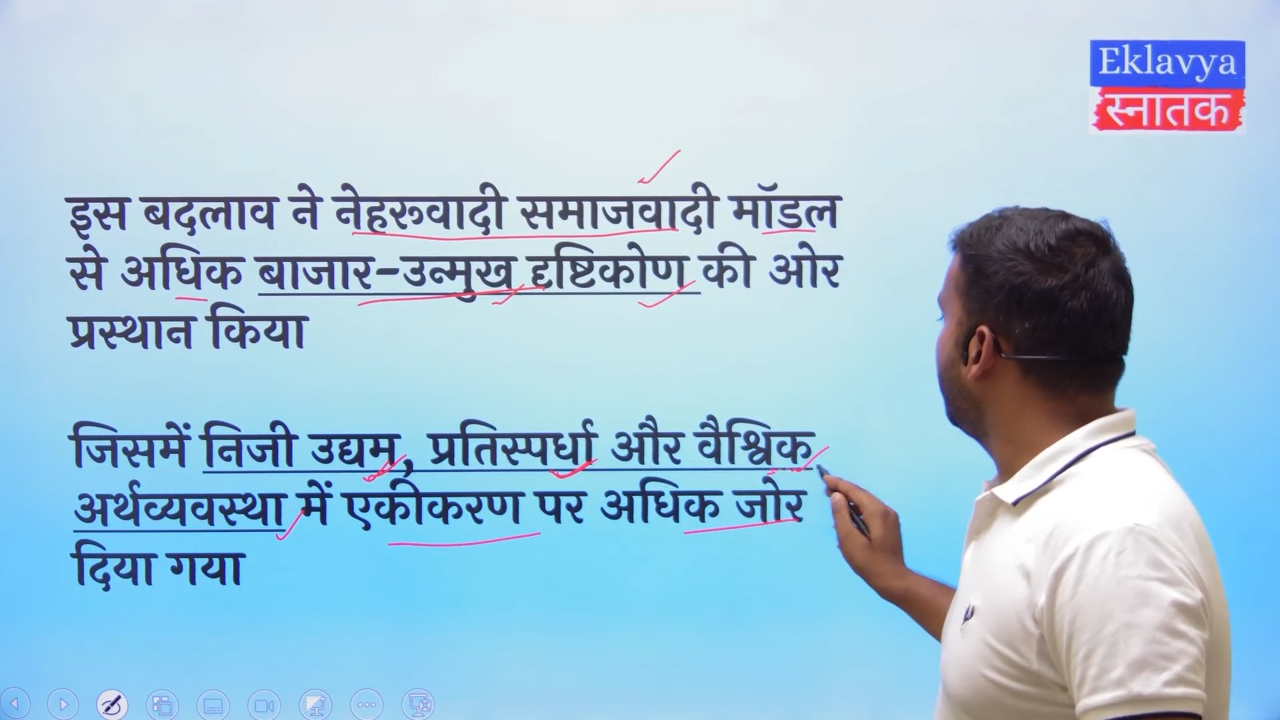 Eklavya
स्नातक
इस बदलाव ने नेहरूवादी समाजवादी मॉडल
से अधिक बाजार-उन्मुख दृष्टिकोण की ओर
प्रस्थान किया
जिसमें निजी उद्यम, प्रतिस्पर्धा और वैश्विक
अर्थव्यवस्था में एकीकरण पर अधिक जोर
दिया गया